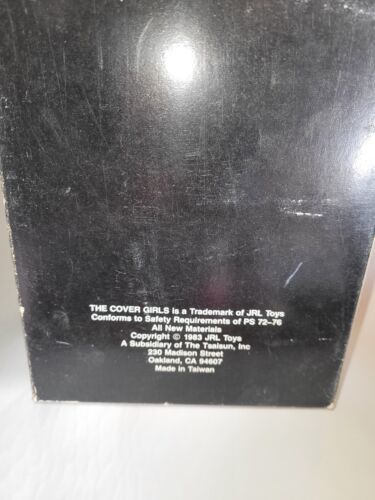 THE COVER GIRLS is a Trademark of JRL Toys
Conforms to Safety Requirements of PS 72-76
All New Materials
Copyright © 1983 JRL Toys
A Subsidiary of The Tsaisun, Inc
230 Madison Street
Oakland, CA 94607
Made in Taiwan